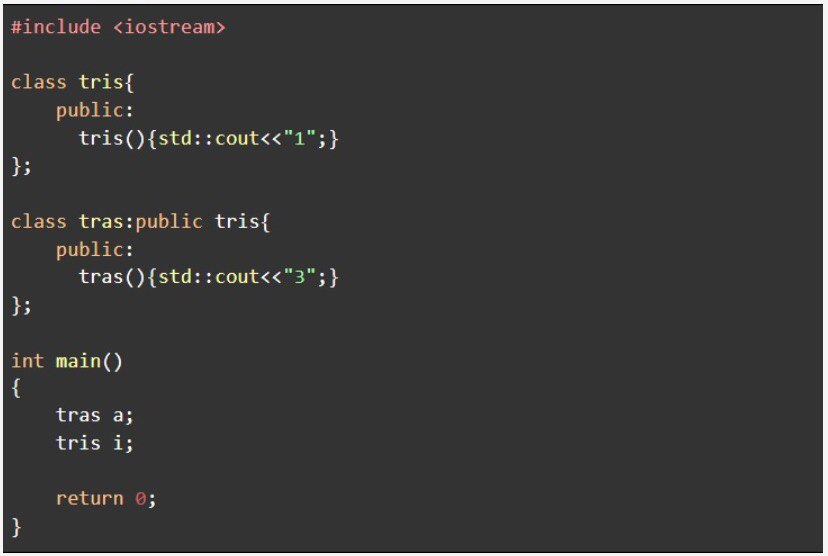 #include <iostream>
class tris{
public:
tris(){std::cout<<"1";}
};
class tras:public tris{
public:
tras(){std::cout<<"3";}
};
int main()
{
tras a;
tris i;
return 0;
}